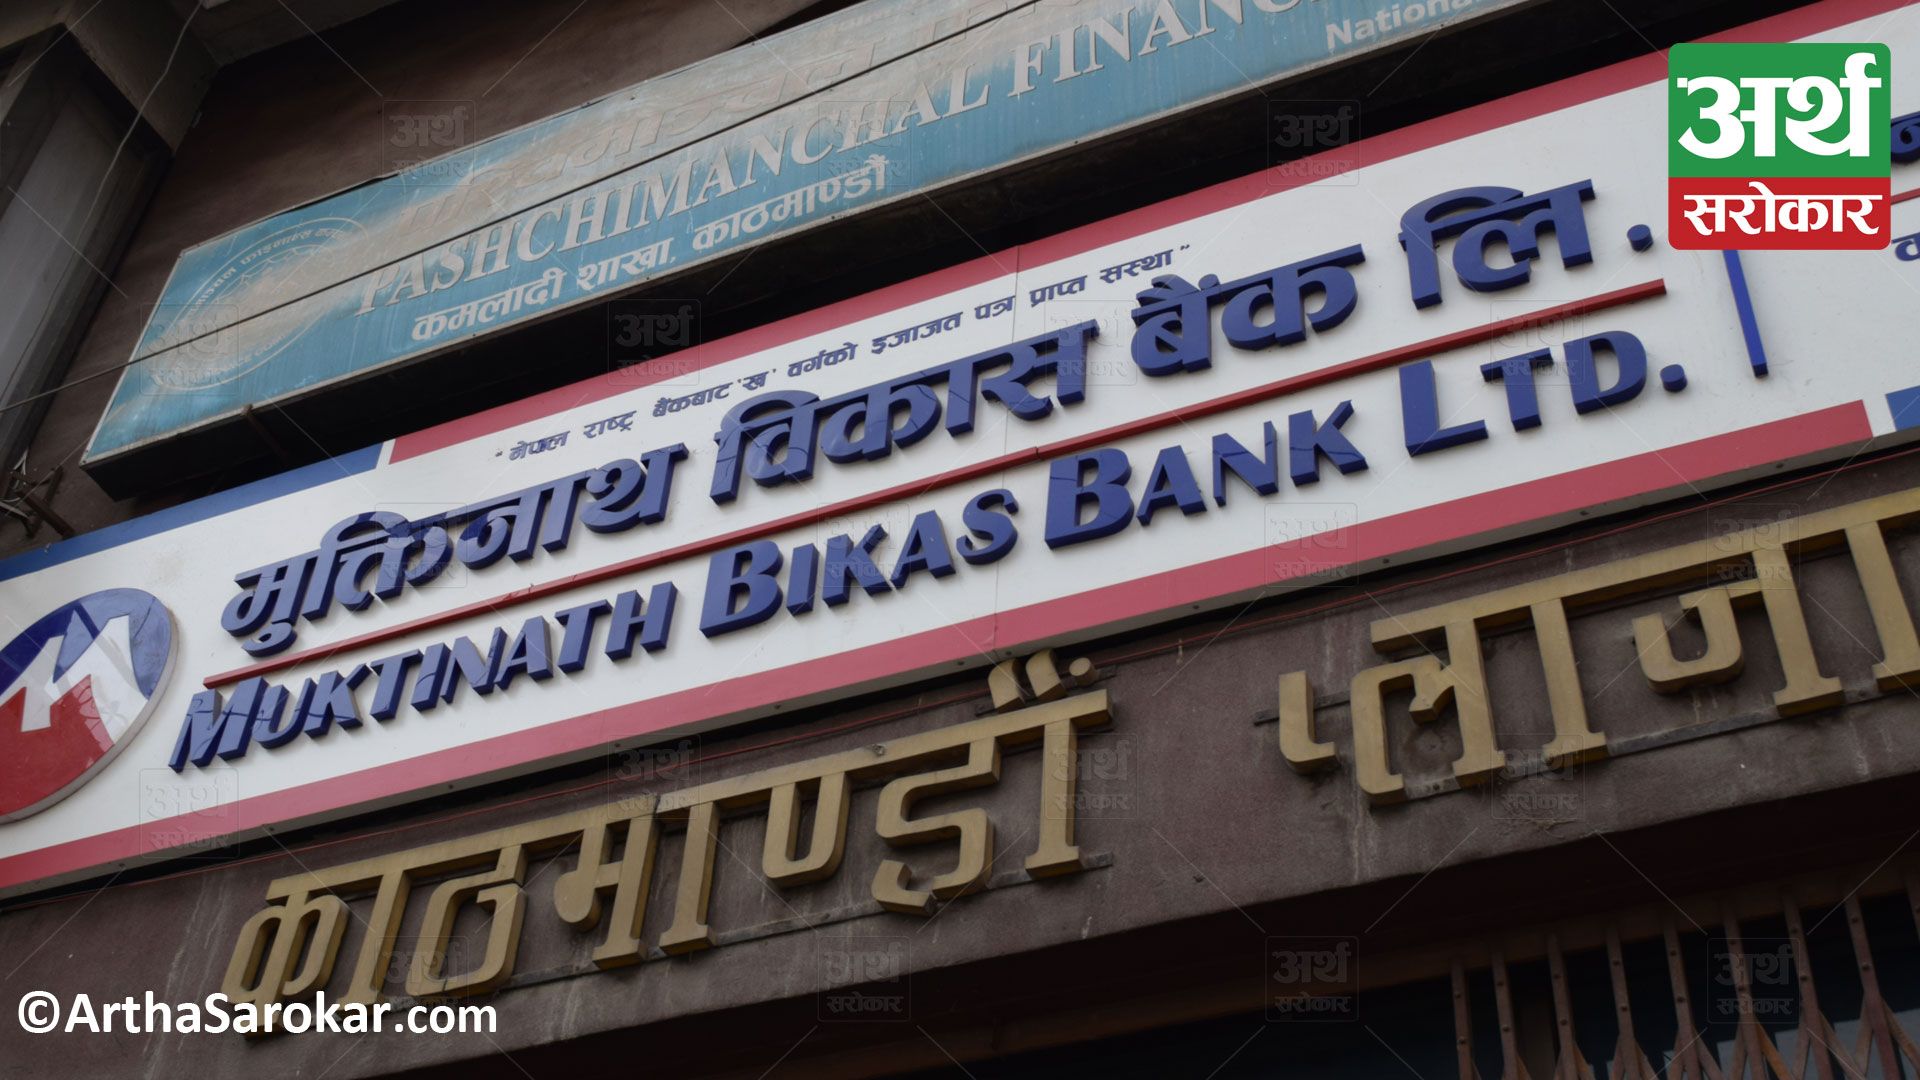 National
PASHCHIMANCHAL FINANC
कमलादी शाखा, काठमाण्डौं
"नेपाल राष्ट्र बैंकबाट 'ख' वर्गको इजाजत पत्र प्राप्त सस्था"
मुक्तिनाथ विकास बैंक लि.
MUKTINATH BIKAS BANK LTD.
काठमाण्डौं प्लाजा
अर्थ
सरोकार
©ArthaSarokar.com